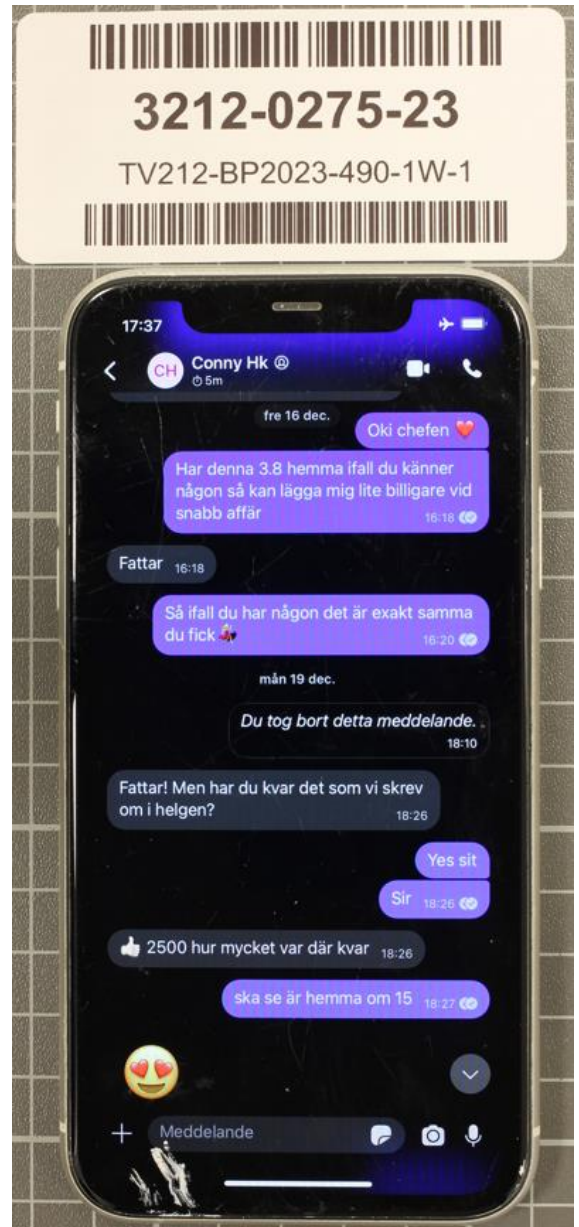 3212-0275-23
TV212-BP2023-490-1W-1
17:37
CH
Conny Hk
5m
fre 16 dec.
Oki chefen ❤️
Har denna 3.8 hemma ifall du känner
någon så kan lägga mig lite billigare vid
snabb affär
16:18
Fattar 16:18
Så ifall du har någon det är exakt samma
du fick
16:20
mån 19 dec.
Du tog bort detta meddelande.
18:10
Fattar! Men har du kvar det som vi skrev
om i helgen?
18:26
Yes sit
Sir 18:26
👍 2500 hur mycket var där kvar 18:26
ska se är hemma om 15 18:27
😍
Meddelande